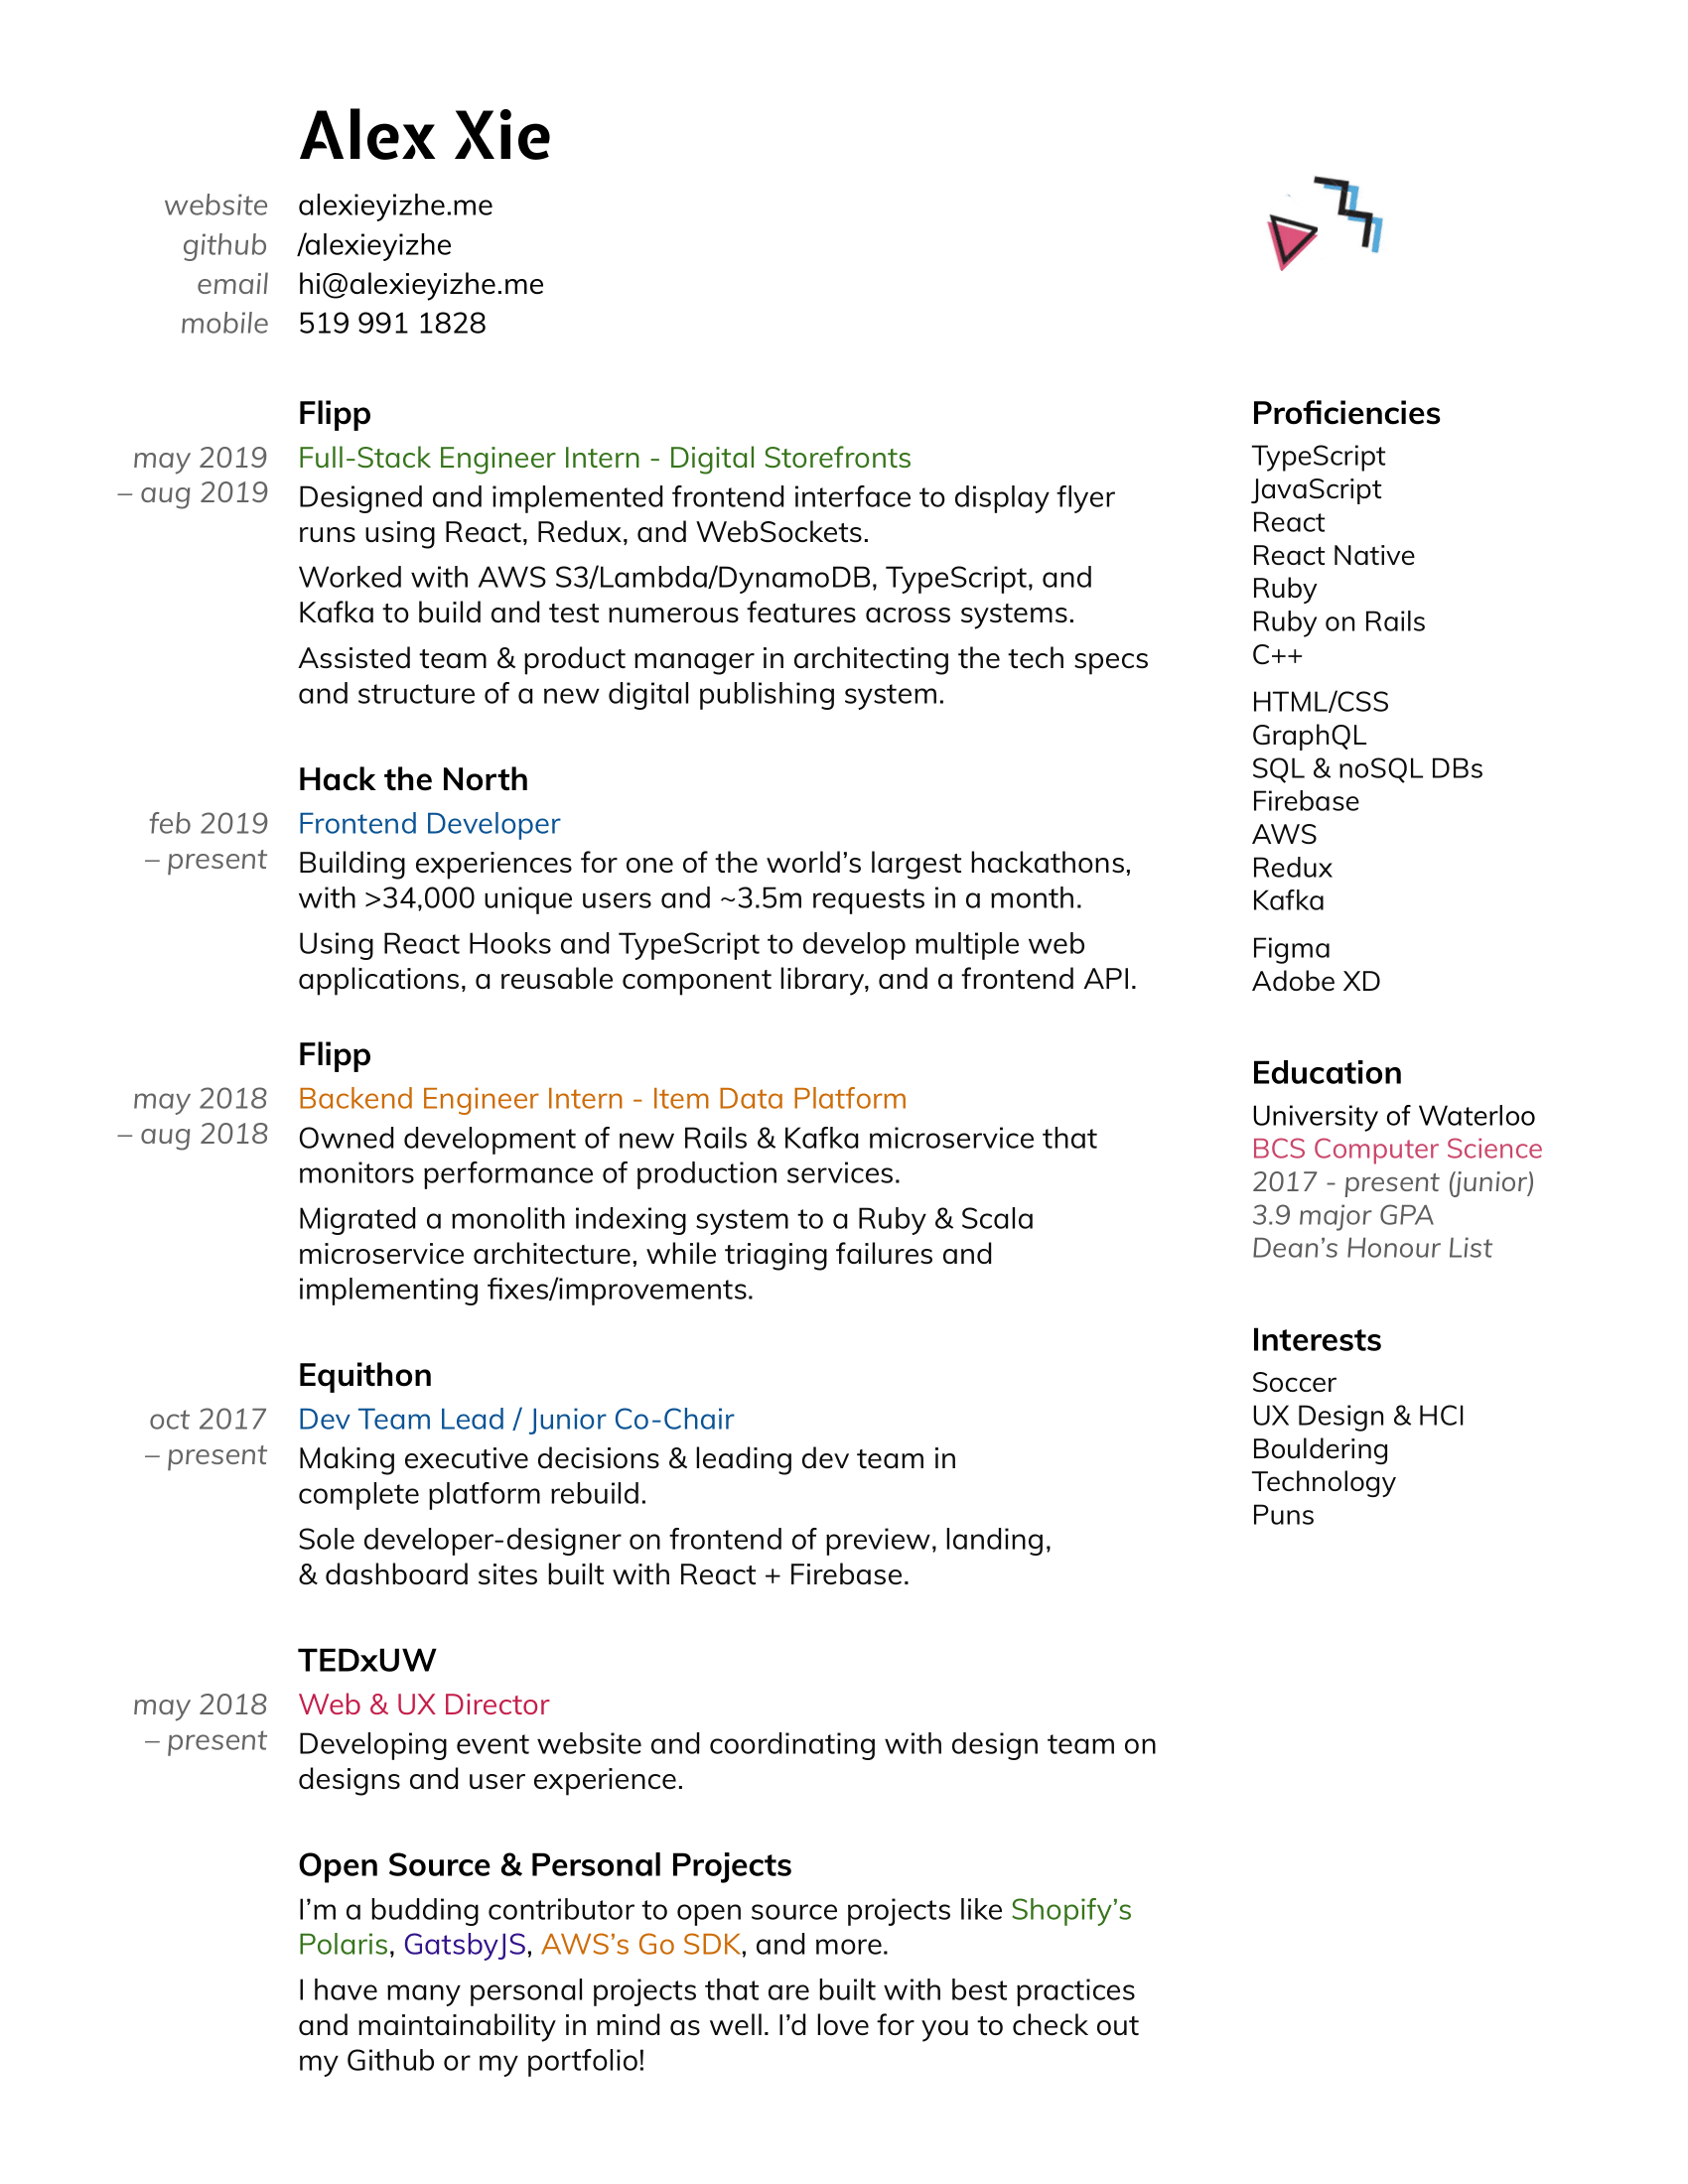 Alex Xie
website alexieyizhe.me
github /alexieyizhe
email hi@alexieyizhe.me
mobile 519 991 1828
Flipp
may 2019 Full-Stack Engineer Intern - Digital Storefronts
– aug 2019 Designed and implemented frontend interface to display flyer
runs using React, Redux, and WebSockets.
Worked with AWS S3/Lambda/DynamoDB, TypeScript, and
Kafka to build and test numerous features across systems.
Assisted team & product manager in architecting the tech specs
and structure of a new digital publishing system.
Hack the North
feb 2019 Frontend Developer
– present Building experiences for one of the world’s largest hackathons,
with >34,000 unique users and ~3.5m requests in a month.
Using React Hooks and TypeScript to develop multiple web
applications, a reusable component library, and a frontend API.
Flipp
may 2018 Backend Engineer Intern - Item Data Platform
– aug 2018 Owned development of new Rails & Kafka microservice that
monitors performance of production services.
Migrated a monolith indexing system to a Ruby & Scala
microservice architecture, while triaging failures and
implementing fixes/improvements.
Equithon
oct 2017 Dev Team Lead / Junior Co-Chair
– present Making executive decisions & leading dev team in
complete platform rebuild.
Sole developer-designer on frontend of preview, landing,
& dashboard sites built with React + Firebase.
TEDxUW
may 2018 Web & UX Director
– present Developing event website and coordinating with design team on
designs and user experience.
Open Source & Personal Projects
I’m a budding contributor to open source projects like Shopify’s
Polaris, GatsbyJS, AWS’s Go SDK, and more.
I have many personal projects that are built with best practices
and maintainability in mind as well. I’d love for you to check out
my Github or my portfolio!
Proficiencies
TypeScript
JavaScript
React
React Native
Ruby
Ruby on Rails
C++
HTML/CSS
GraphQL
SQL & noSQL DBs
Firebase
AWS
Redux
Kafka
Figma
Adobe XD
Education
University of Waterloo
BCS Computer Science
2017 - present (junior)
3.9 major GPA
Dean’s Honour List
Interests
Soccer
UX Design & HCI
Bouldering
Technology
Puns